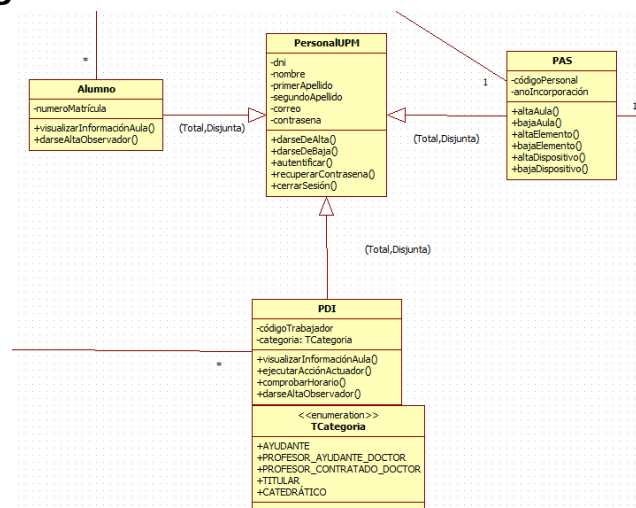 PersonalUPM
-dni
-nombre
-primerApellido
-segundoApellido
-correo
-contrasena
+darseDeAlta()
+darseDeBaja()
+autentificar()
+recuperarContrasena()
+cerrarSesión()
*
Alumno
-numeroMatrícula
+visualizarInformaciónAula()
+darseAltaObservador()
(Total,Disjunta)
(Total,Disjunta)
1
PAS
-códigoPersonal
-anoIncorporación
+altaAula()
+bajaAula()
+altaElemento()
+bajaElemento()
+altaDispositivo()
+bajaDispositivo()
1
(Total,Disjunta)
*
PDI
-códigoTrabajador
-categoria: TCategoria
+visualizarInformaciónAula()
+ejecutarAcciónActuador()
+comprobarHorario()
+darseAltaObservador()
<<enumeration>>
TCategoria
+AYUDANTE
+PROFESOR_AYUDANTE_DOCTOR
+PROFESOR_CONTRATADO_DOCTOR
+TITULAR
+CATEDRÁTICO